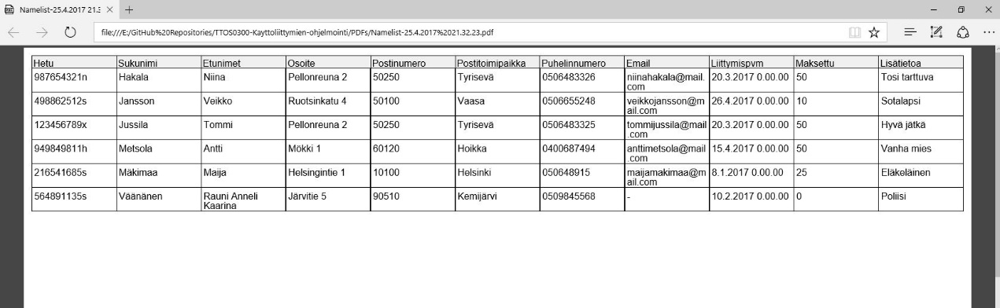 Namelist-25.4.2017 21.3
file:///E:/GitHub%20Repositories/TTOS0300-Kayttoliittymien-ohjelmointi/PDFs/Namelist-25.4.2017%2021.32.23.pdf
Hetu Sukunimi Etunimet Osoite Postinumero Postitoimipaikka Puhelinnumero Email Liittymispvm Maksettu Lisätietoa
987654321n Hakala Niina Pellonreuna 2 50250 Tyrisevä 0506483326 niinahakala@mail. 20.3.2017 0.00.00 50 Tosi tarttuva
com
498862512s Jansson Veikko Ruotsinkatu 4 50100 Vaasa 0506655248 veikkojansson@m 26.4.2017 0.00.00 10 Sotalapsi
ail.com
123456789x Jussila Tommi Pellonreuna 2 50250 Tyrisevä 0506483325 tommijussila@mail 20.3.2017 0.00.00 50 Hyvä jätkä
.com
949849811h Metsola Antti Mökki 1 60120 Hoikka 0400687494 anttimetsola@mail 15.4.2017 0.00.00 50 Vanha mies
.com
216541685s Mäkimaa Maija Helsingintie 1 10100 Helsinki 050648915 maijamakimaa@m 8.1.2017 0.00.00 25 Eläkeläinen
ail.com
564891135s Väänänen Rauni Anneli Järvitie 5 90510 Kemijärvi 0509845568 - 10.2.2017 0.00.00 0 Poliisi
Kaarina